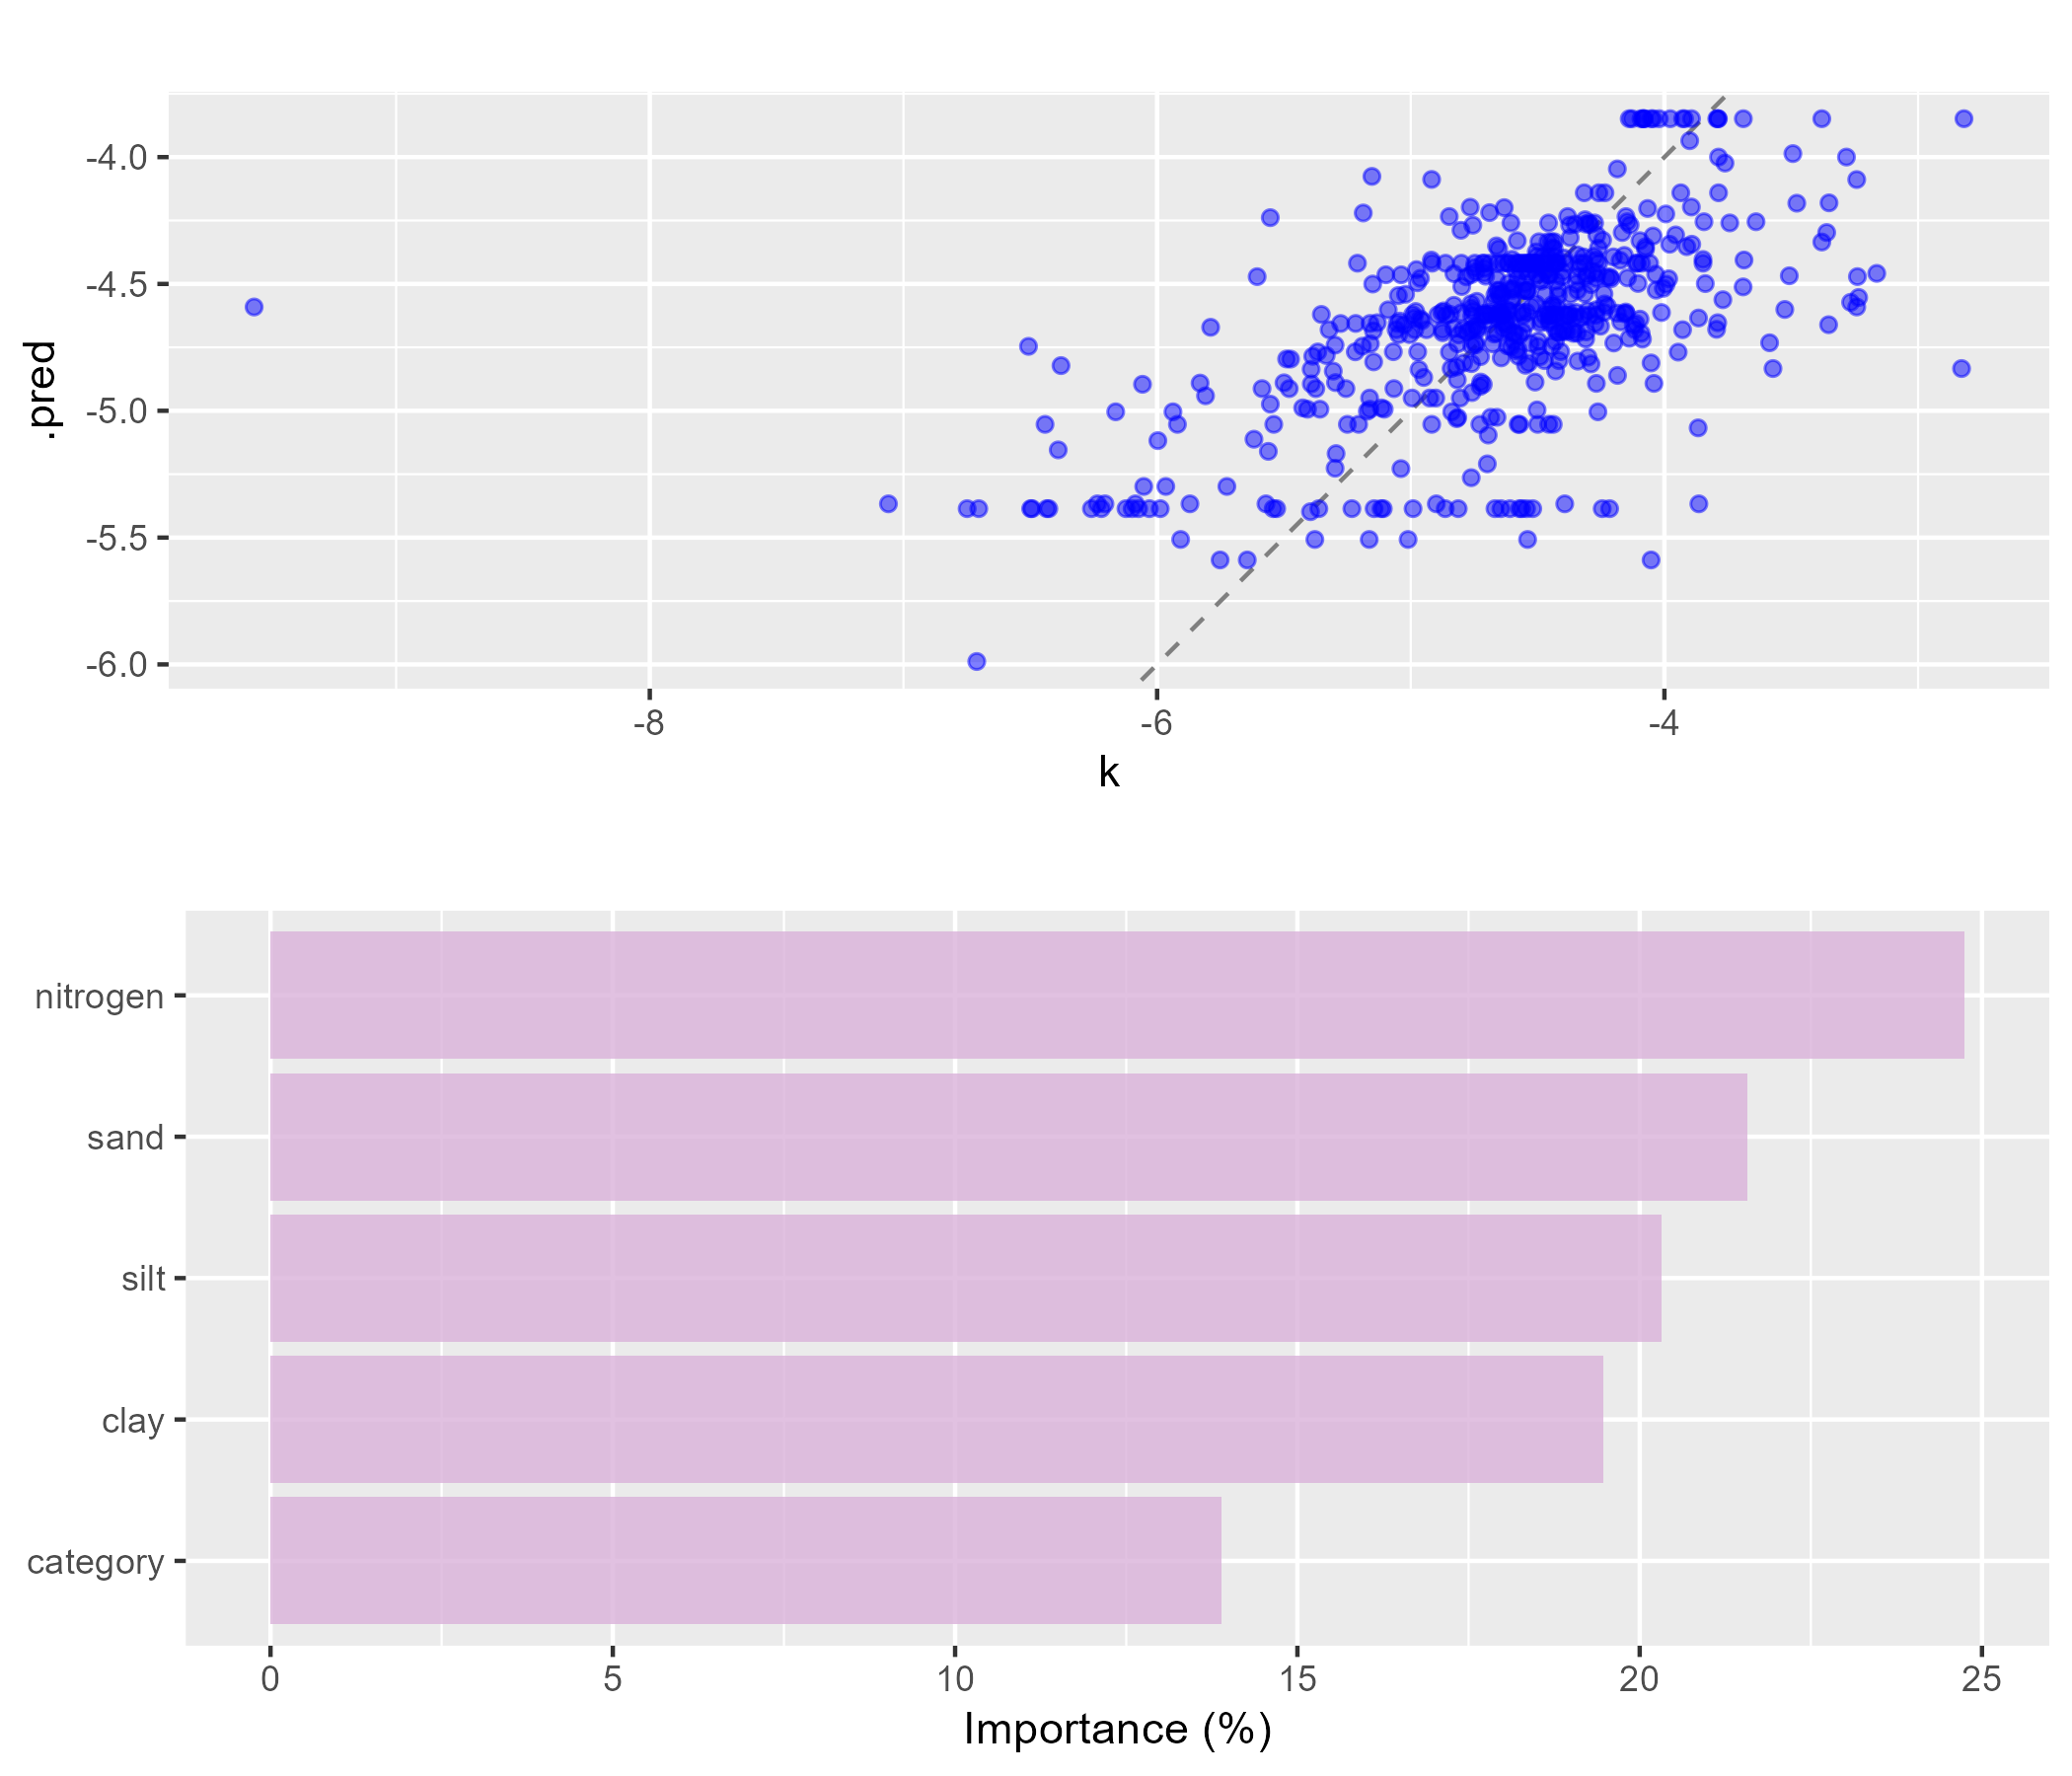 -4.0
-4.5
-5.0
-5.5
-6.0
.pred
-8 -6 -4
k
nitrogen
sand
silt
clay
category
0 5 10 15 20 25
Importance (%)